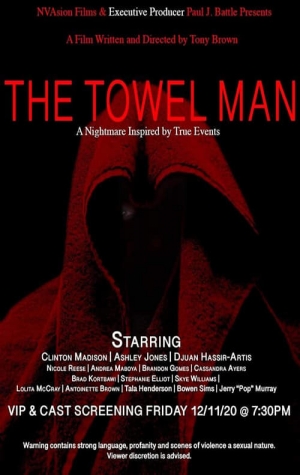 NVAsion Films & Executive Producer Paul J. Battle Presents
A Film Written and Directed by Tony Brown
THE TOWEL MAN
A Nightmare Inspired by True Events
STARRING
CLINTON MADISON | ASHLEY JONES | DJUAN HASSIR-ARTIS
NICOLE REESE | ANDREA MABOYA | BRANDON GOMES | CASSANDRA AYERS
BRAD KORTBAWI | STEPHANIE ELLIOT | SKYE WILLIAMS |
LOLITA MCCRAY | ANTOINETTE BROWN | Tala Henderson | Bowen Sims | Jerry "Pop" Murray
VIP & CAST SCREENING FRIDAY 12/11/20 @ 7:30PM
Warning contains strong language, profanity and scenes of violence a sexual nature.
Viewer discretion is advised.